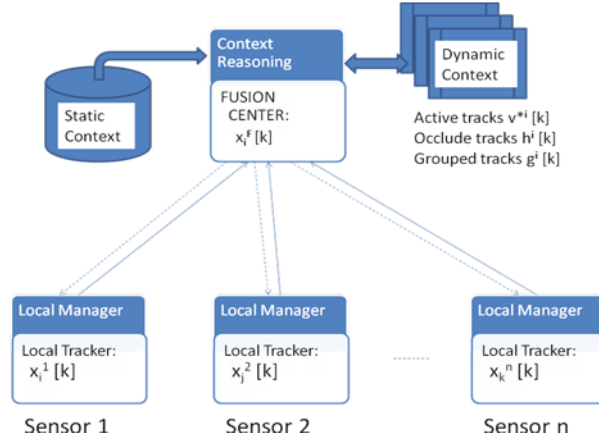 Context
Reasoning
FUSION
CENTER:
xᵢᶠ [k]
Static
Context
Dynamic
Context
Active tracks v*ⁱ [k]
Occlude tracks hⁱ [k]
Grouped tracks gⁱ [k]
Local Manager
Local Tracker:
xᵢ¹ [k]
Sensor 1
Local Manager
Local Tracker:
xⱼ² [k]
Sensor 2
Local Manager
Local Tracker:
xₖⁿ [k]
Sensor n